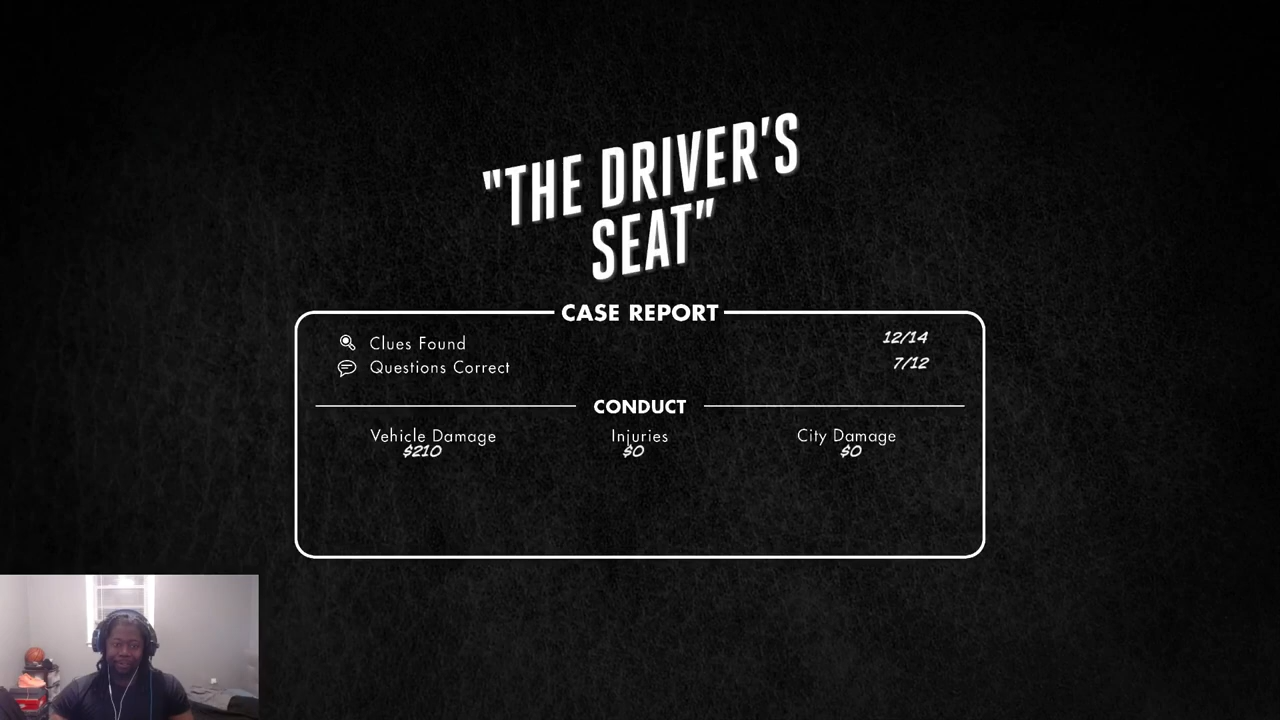 "THE DRIVER'S
SEAT"
CASE REPORT
Clues Found 12/14
Questions Correct 7/12
CONDUCT
Vehicle Damage Injuries City Damage
$210 $0 $0